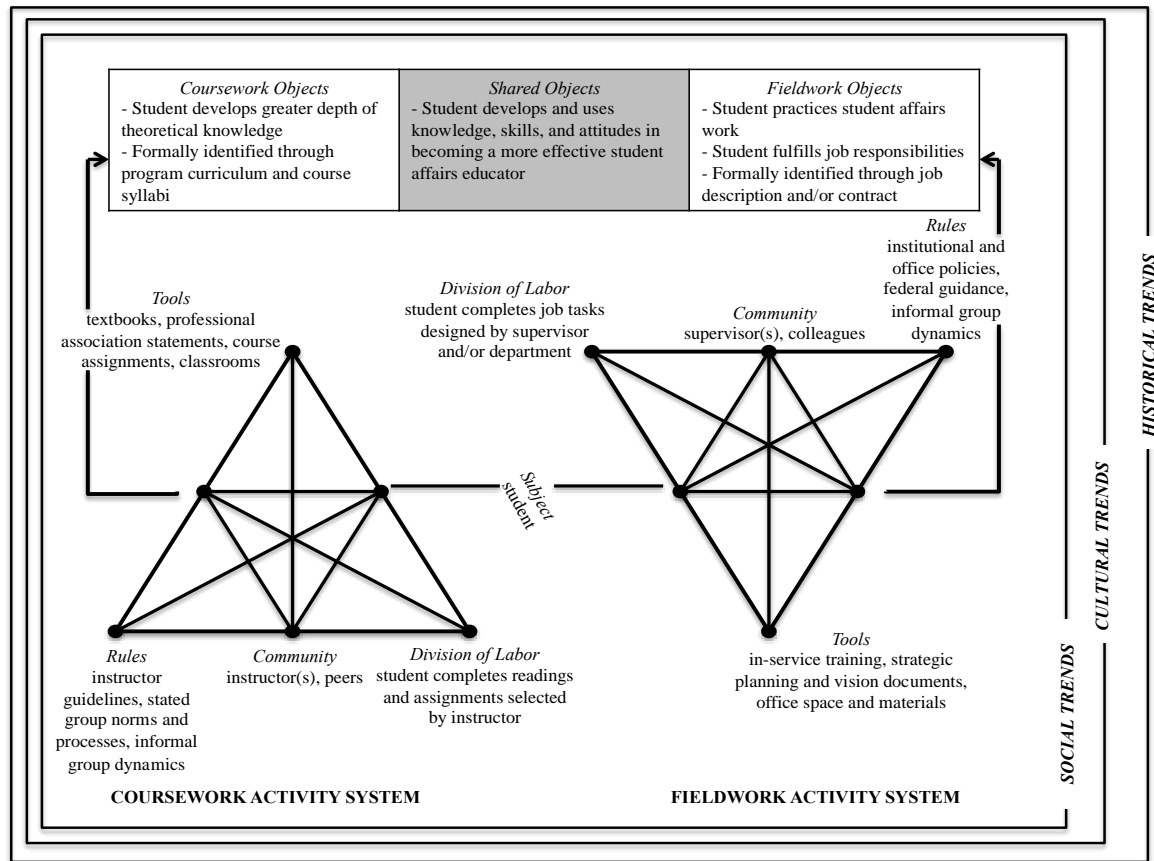 Coursework Objects
- Student develops greater depth of
theoretical knowledge
- Formally identified through
program curriculum and course
syllabi
Shared Objects
- Student develops and uses
knowledge, skills, and attitudes in
becoming a more effective student
affairs educator
Fieldwork Objects
- Student practices student affairs
work
- Student fulfills job responsibilities
- Formally identified through job
description and/or contract
Rules
institutional and
office policies,
federal guidance,
informal group
dynamics
Tools
textbooks, professional
association statements, course
assignments, classrooms
Division of Labor
student completes job tasks
designed by supervisor
and/or department
Community
supervisor(s), colleagues
Subject
student
Rules
instructor
guidelines, stated
group norms and
processes, informal
group dynamics
Community
instructor(s), peers
Division of Labor
student completes readings
and assignments selected
by instructor
Tools
in-service training, strategic
planning and vision documents,
office space and materials
COURSEWORK ACTIVITY SYSTEM
FIELDWORK ACTIVITY SYSTEM
SOCIAL TRENDS
CULTURAL TRENDS
HISTORICAL TRENDS